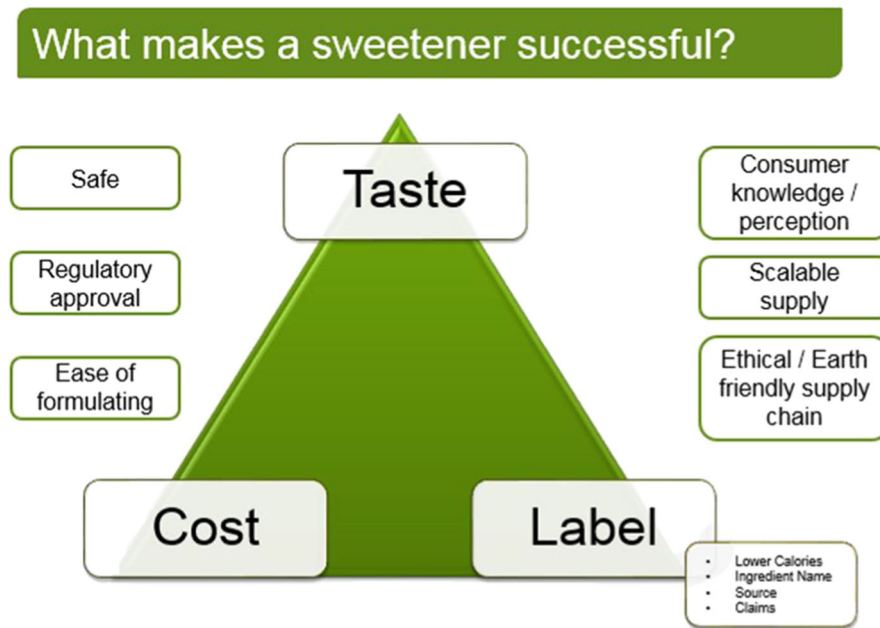 What makes a sweetener successful?
Safe
Regulatory
approval
Ease of
formulating
Taste
Cost
Label
Consumer
knowledge /
perception
Scalable
supply
Ethical / Earth
friendly supply
chain
• Lower Calories
• Ingredient Name
• Source
• Claims